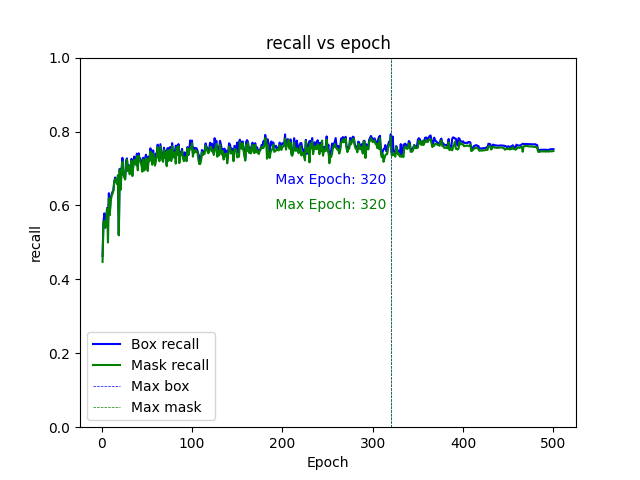 recall vs epoch
1.0
0.8
0.6
0.4
0.2
0.0
recall
Max Epoch: 320
Max Epoch: 320
Box recall
Mask recall
Max box
Max mask
0 100 200 300 400 500
Epoch